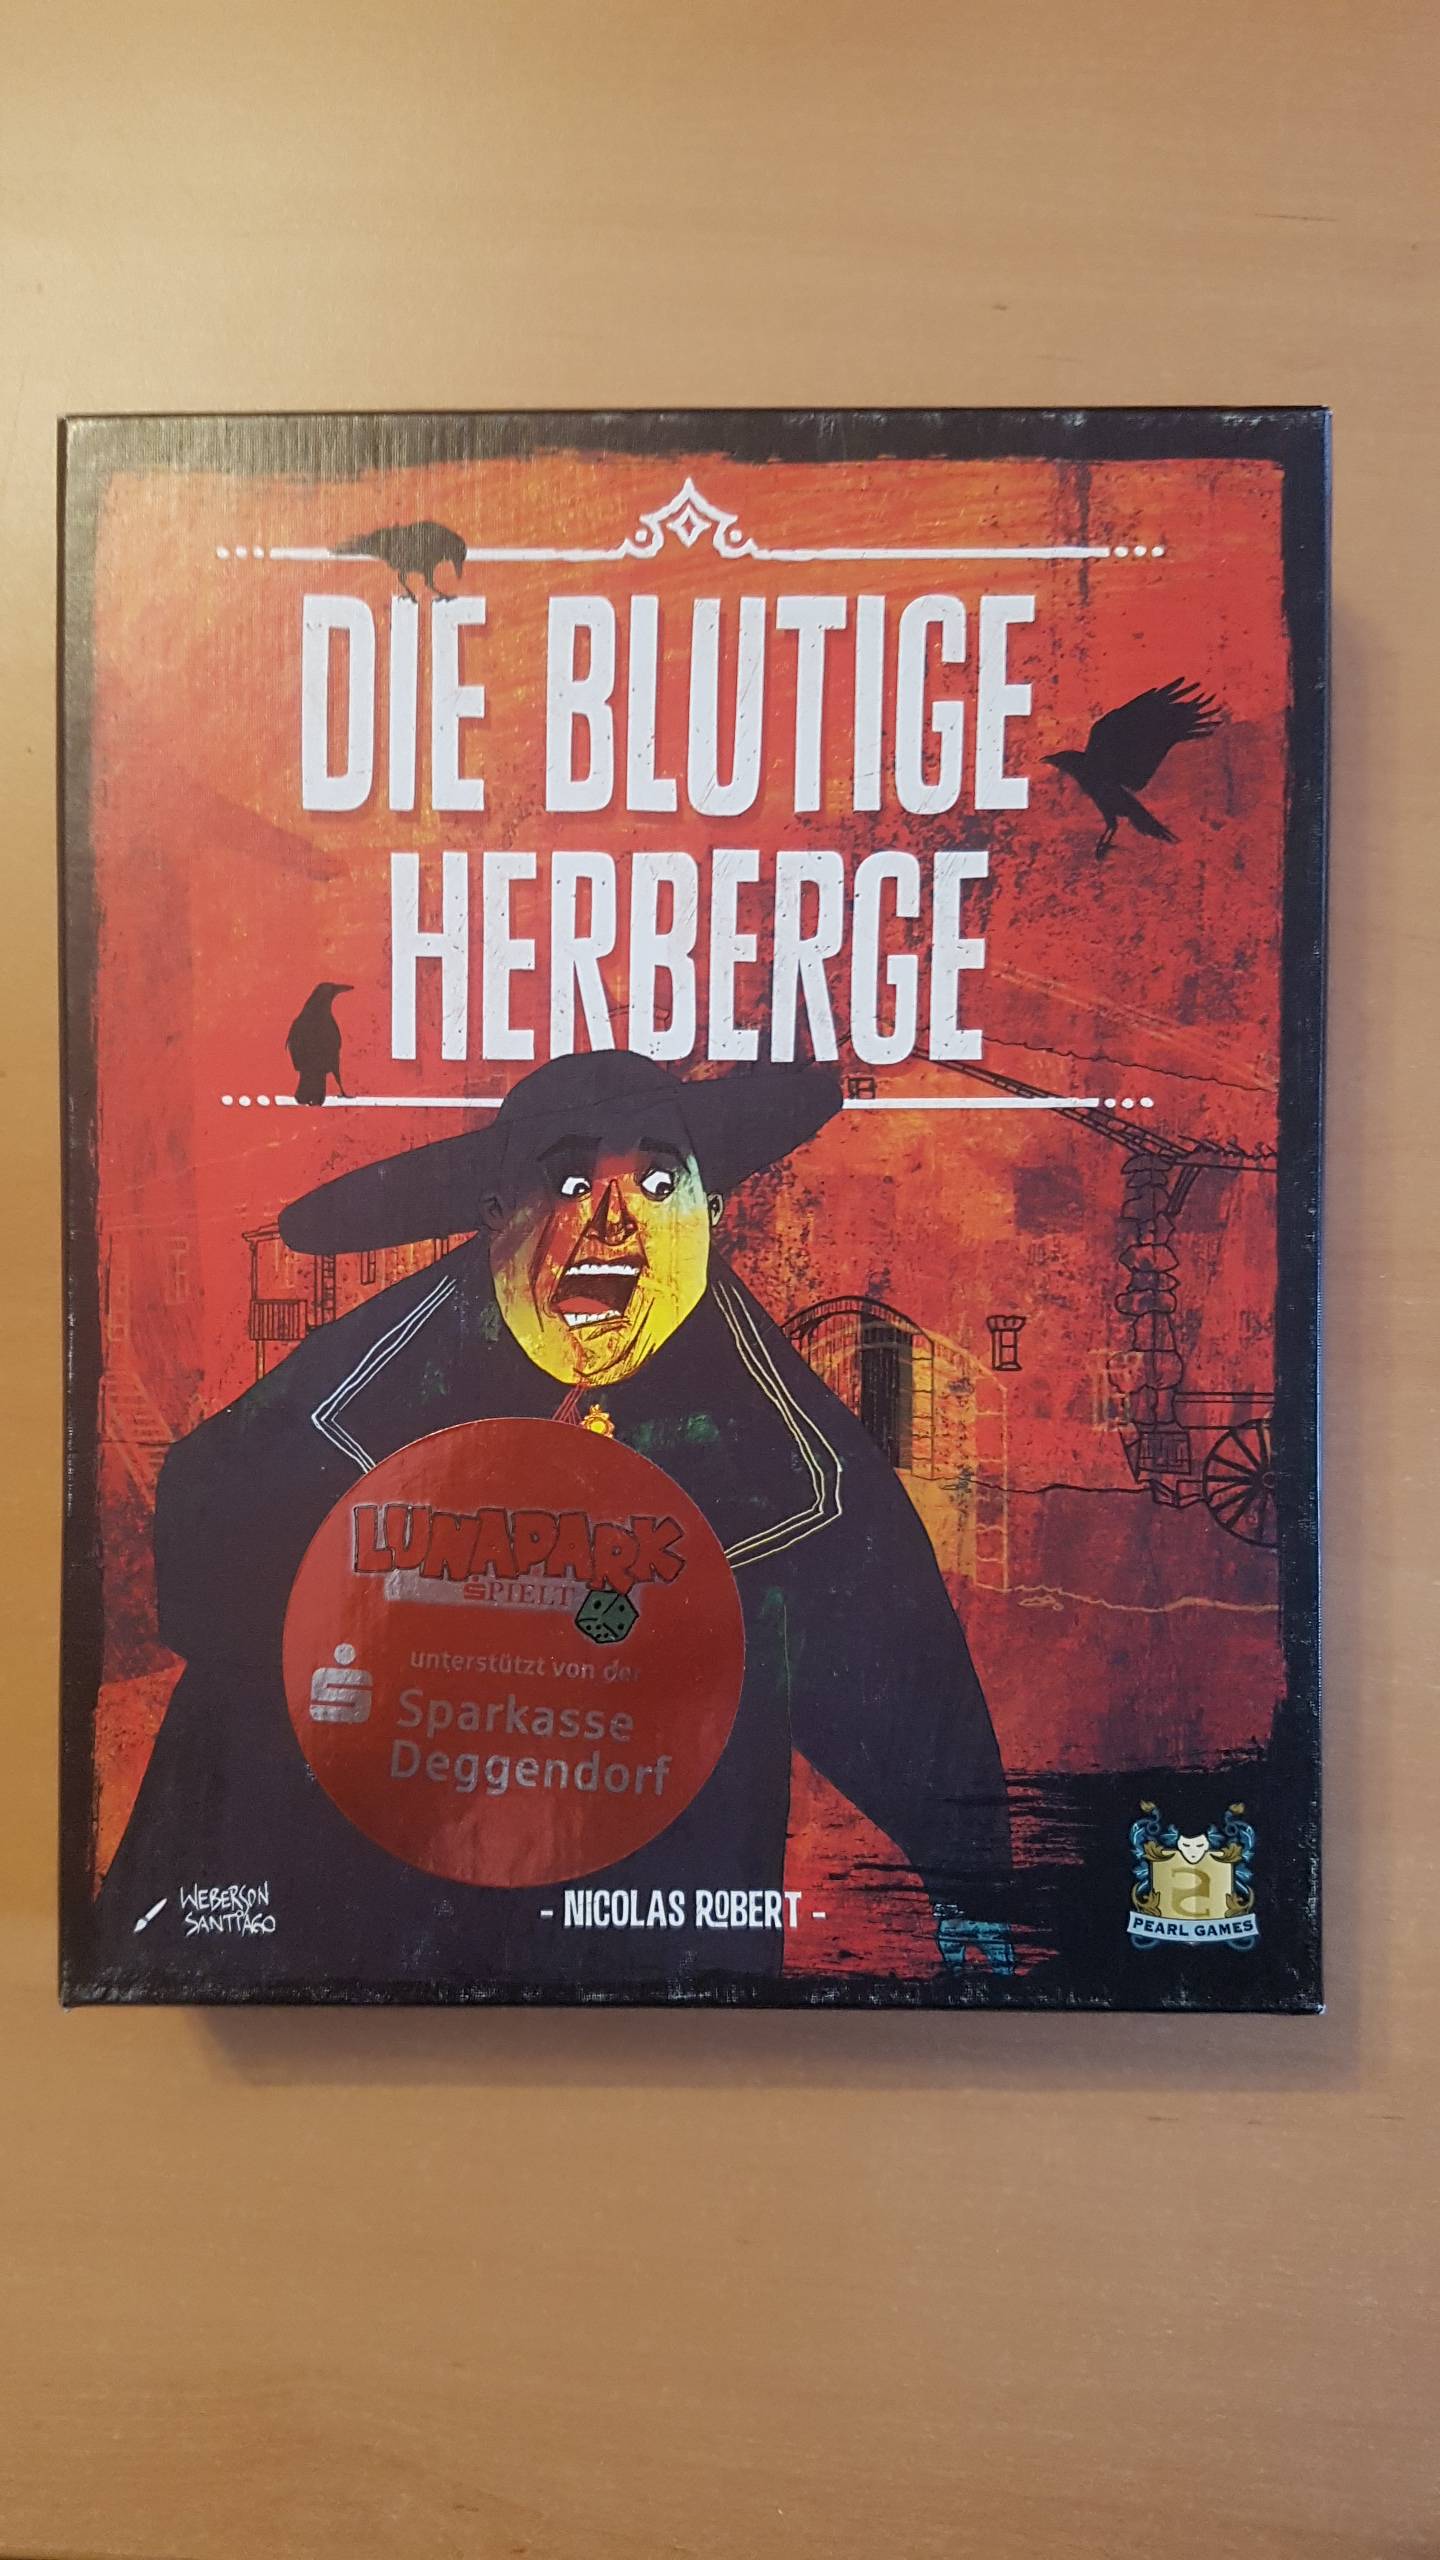 DIE BLUTIGE
HERBERGE
LUNAPARK
SPIELT
unterstützt von der
Sparkasse
Deggendorf
WEBERSON
SANTIAGO
- NICOLAS ROBERT -
PEARL GAMES